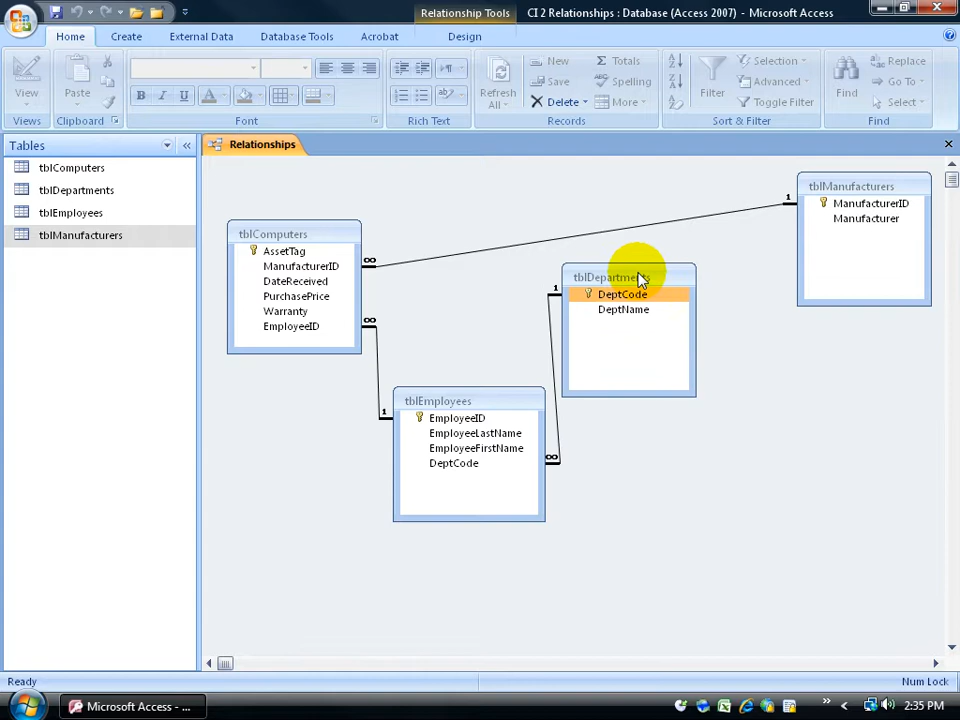 Relationship Tools
CI 2 Relationships : Database (Access 2007) - Microsoft Access
Home
Create
External Data
Database Tools
Acrobat
Design
View
Paste
B I U A
Refresh
All
New
Save
Delete
Totals
Spelling
More
Filter
Selection
Advanced
Toggle Filter
Find
Replace
Go To
Select
Views
Clipboard
Font
Rich Text
Records
Sort & Filter
Find
Tables
«
Relationships
tblComputers
tblDepartments
tblEmployees
tblManufacturers
tblManufacturers
ManufacturerID
Manufacturer
1
tblComputers
AssetTag
ManufacturerID
DateReceived
PurchasePrice
Warranty
EmployeeID
∞
∞
tblDepartments
DeptCode
DeptName
1
tblEmployees
EmployeeID
EmployeeLastName
EmployeeFirstName
DeptCode
1
∞
Ready
Num Lock
Microsoft Access - ...
»
2:35 PM